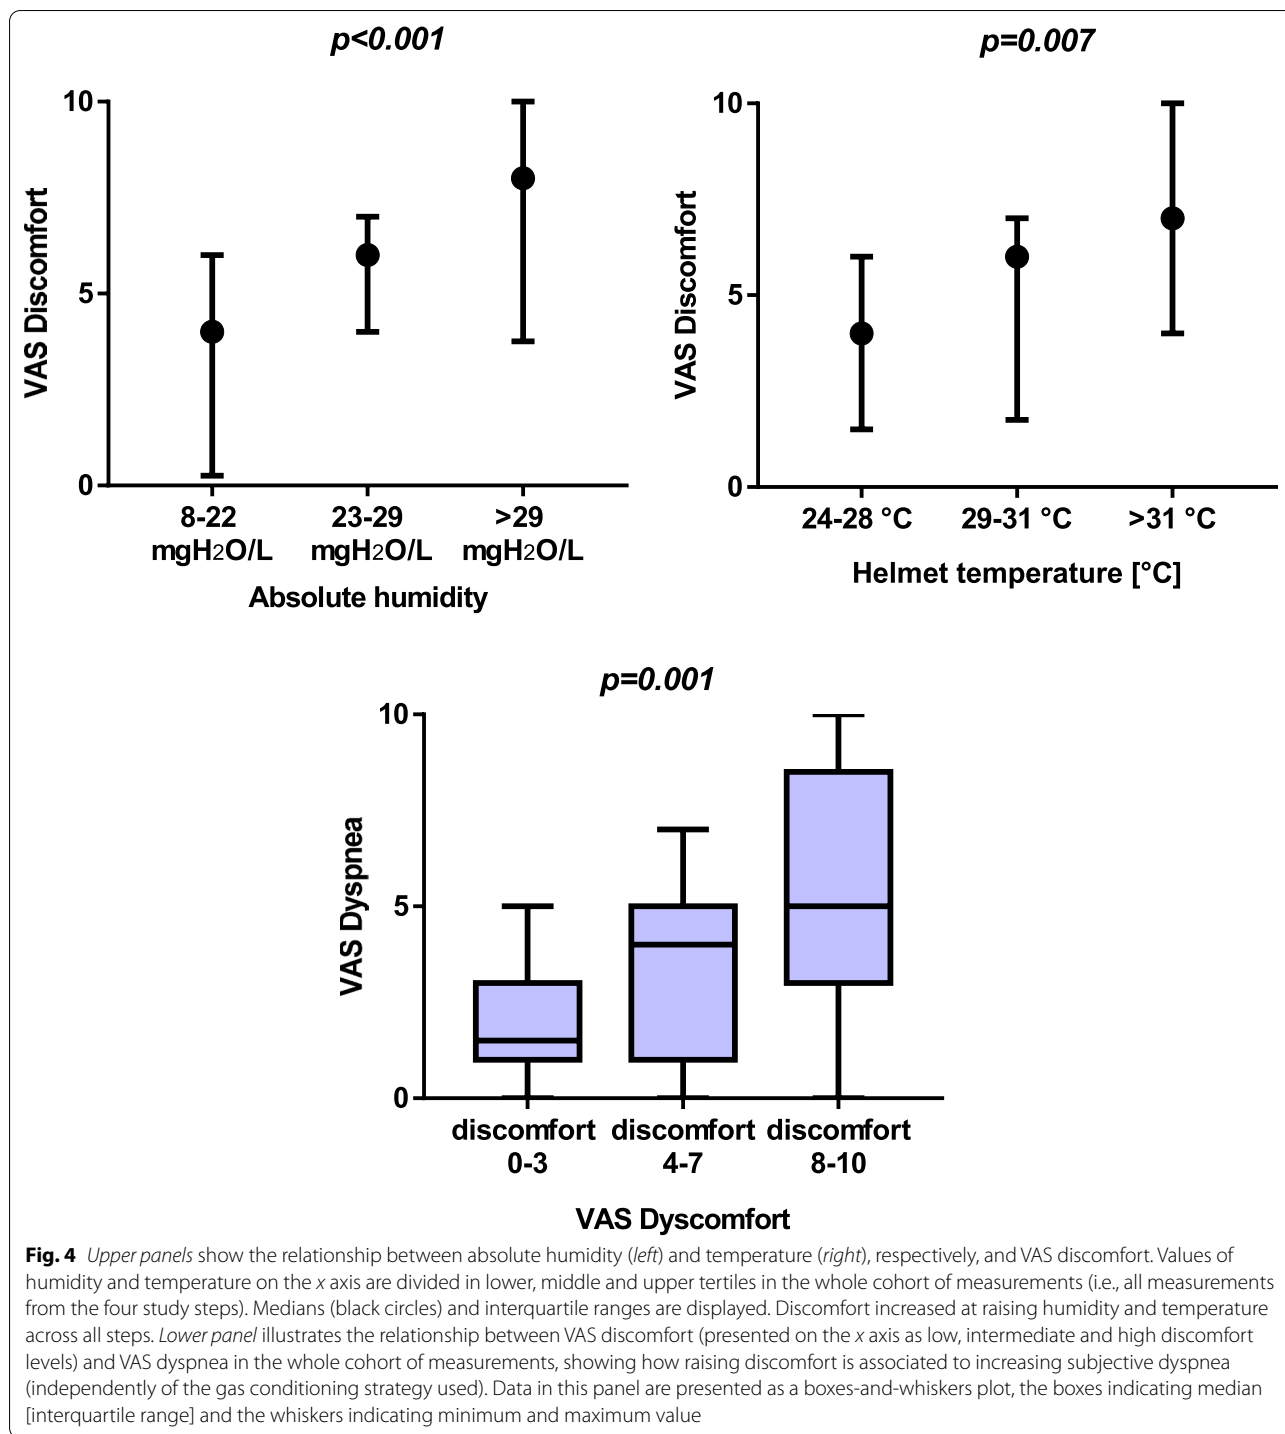 p<0.001
10
5
0
VAS Discomfort
8-22 23-29 >29
mgH2O/L mgH2O/L mgH2O/L
Absolute humidity
p=0.007
10
5
0
VAS Discomfort
24-28 °C 29-31 °C >31 °C
Helmet temperature [°C]
p=0.001
10
5
0
VAS Dyspnea
discomfort discomfort discomfort
0-3 4-7 8-10
VAS Dyscomfort
Fig. 4 Upper panels show the relationship between absolute humidity (left) and temperature (right), respectively, and VAS discomfort. Values of
humidity and temperature on the x axis are divided in lower, middle and upper tertiles in the whole cohort of measurements (i.e., all measurements
from the four study steps). Medians (black circles) and interquartile ranges are displayed. Discomfort increased at raising humidity and temperature
across all steps. Lower panel illustrates the relationship between VAS discomfort (presented on the x axis as low, intermediate and high discomfort
levels) and VAS dyspnea in the whole cohort of measurements, showing how raising discomfort is associated to increasing subjective dyspnea
(independently of the gas conditioning strategy used). Data in this panel are presented as a boxes-and-whiskers plot, the boxes indicating median
[interquartile range] and the whiskers indicating minimum and maximum value